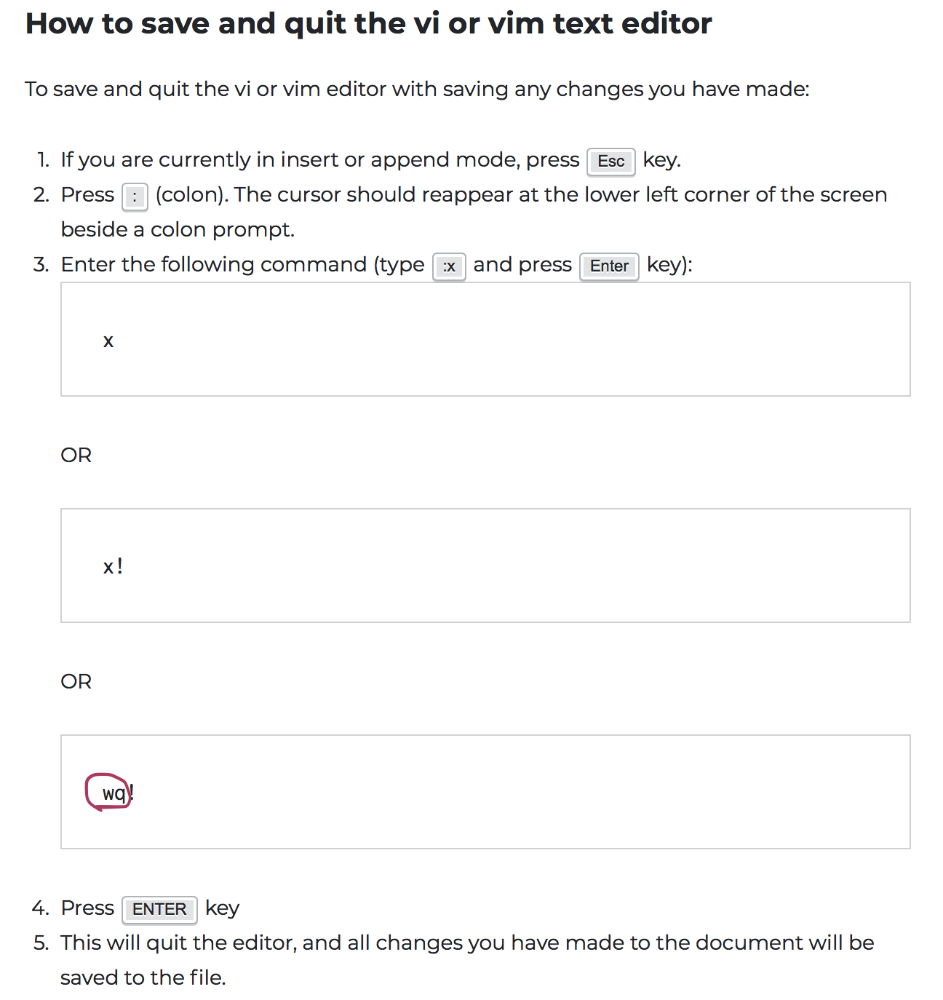 How to save and quit the vi or vim text editor
To save and quit the vi or vim editor with saving any changes you have made:
1. If you are currently in insert or append mode, press Esc key.
2. Press : (colon). The cursor should reappear at the lower left corner of the screen
beside a colon prompt.
3. Enter the following command (type :x and press Enter key):
x
OR
x!
OR
wq!
4. Press ENTER key
5. This will quit the editor, and all changes you have made to the document will be
saved to the file.